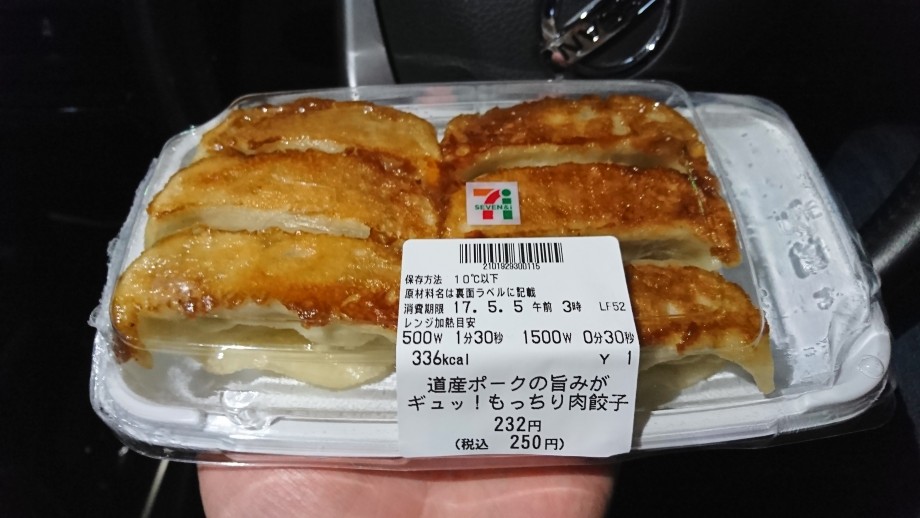 SEVEN&i
2101929300115
保存方法 10℃以下
原材料名は裏面ラベルに記載
消費期限 17. 5. 5 午前 3時 LF52
レンジ加熱目安
500W 1分30秒 1500W 0分30秒
336kcal Y 1
道産ポークの旨みが
ギュッ!もっちり肉餃子
232円
(税込 250円)